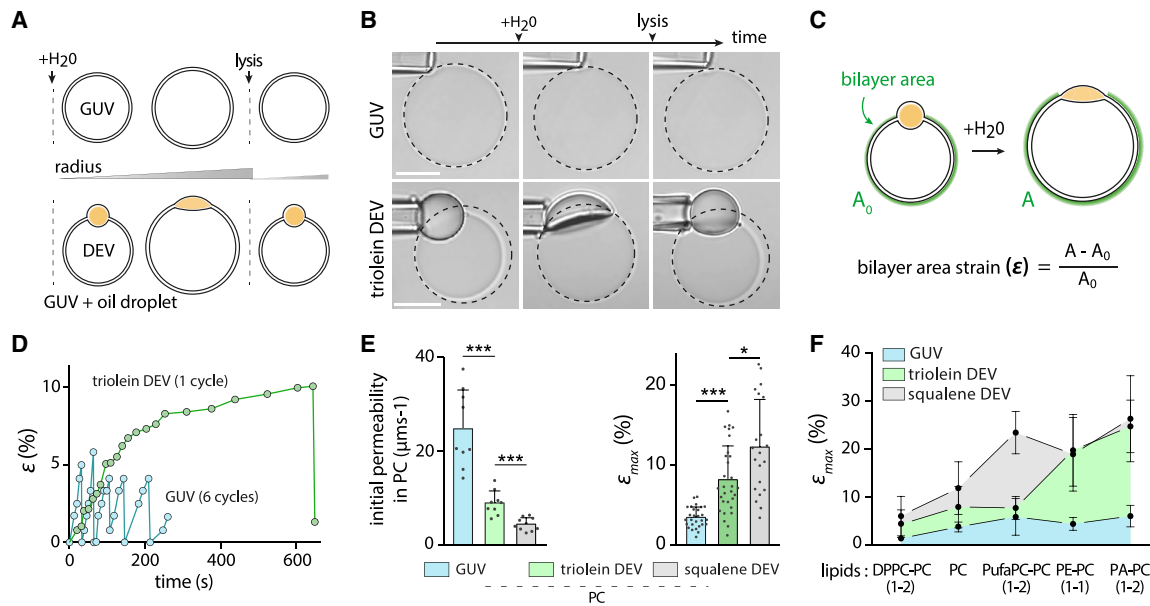 A
+H20
lysis
GUV
radius
DEV
GUV + oil droplet
B
+H20
lysis
time
GUV
triolein DEV
C
bilayer area
+H20
A0
A
bilayer area strain (ε) = A - A0
A0
D
ε (%)
10
5
0
triolein DEV (1 cycle)
GUV (6 cycles)
0 200 400 600
time (s)
E
initial permeability
in PC (µms-1)
40
20
0
***
***
εmax (%)
20
10
0
***
*
GUV
triolein DEV
squalene DEV
PC
F
εmax (%)
40
30
20
10
0
GUV
triolein DEV
squalene DEV
lipids : DPPC-PC PC PufaPC-PC PE-PC PA-PC
(1-2) (1-2) (1-1) (1-2)